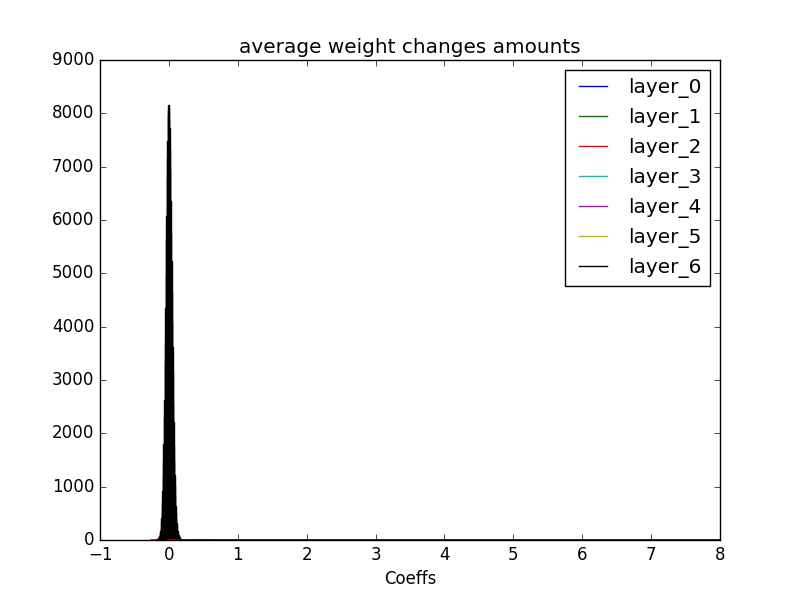 average weight changes amounts
9000
8000
7000
6000
5000
4000
3000
2000
1000
0
layer_0
layer_1
layer_2
layer_3
layer_4
layer_5
layer_6
−1 0 1 2 3 4 5 6 7 8
Coeffs